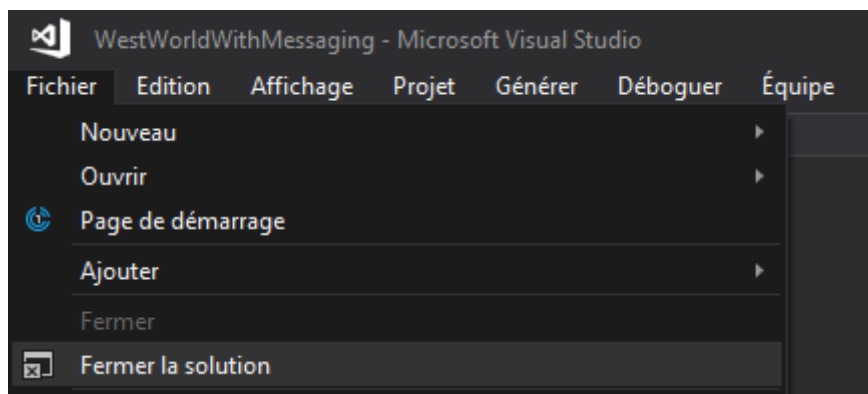 WestWorldWithMessaging - Microsoft Visual Studio
Fichier Edition Affichage Projet Générer Déboguer Équipe
Nouveau
Ouvrir
Page de démarrage
Ajouter
Fermer
Fermer la solution